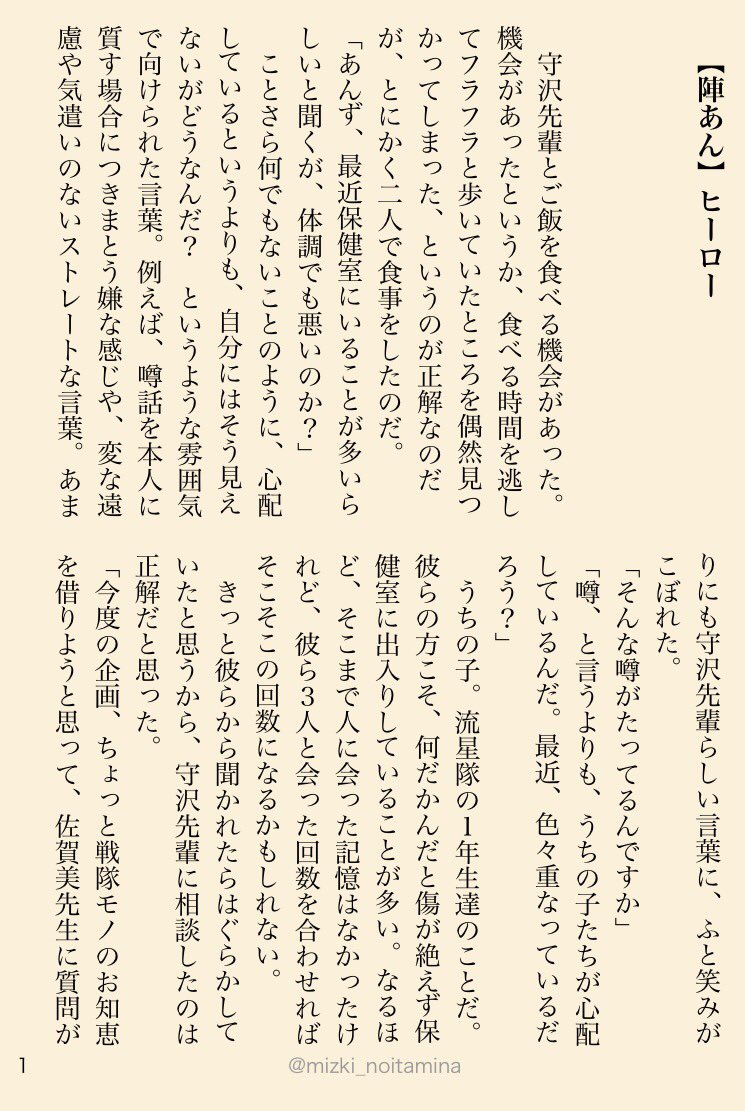 【陣あん】ヒーロー
　守沢先輩とご飯を食べる機会があった。
機会があったというか、食べる時間を逃し
てフラフラと歩いていたところを偶然見つ
かってしまった、というのが正解なのだ
が、とにかく二人で食事をしたのだ。
「あんず、最近保健室にいることが多いら
しいと聞くが、体調でも悪いのか？」
　ことさら何でもないことのように、心配
しているというよりも、自分にはそう見え
ないがどうなんだ？　というような雰囲気
で向けられた言葉。例えば、噂話を本人に
質す場合につきまとう嫌な感じや、変な遠
慮や気遣いのないストレートな言葉。あま
りにも守沢先輩らしい言葉に、ふと笑みが
こぼれた。
「そんな噂がたってるんですか」
「噂、と言うよりも、うちの子たちが心配
しているんだ。最近、色々重なっているだ
ろう？」
　うちの子。流星隊の１年生達のことだ。
彼らの方こそ、何だかんだと傷が絶えず保
健室に出入りしていることが多い。なるほ
ど、そこまで人に会った記憶はなかったけ
れど、彼ら３人と会った回数を合わせれば
そこそこの回数になるかもしれない。
　きっと彼らから聞かれたらはぐらかして
いたと思うから、守沢先輩に相談したのは
正解だと思った。
「今度の企画、ちょっと戦隊モノのお知恵
を借りようと思って、佐賀美先生に質問が
1
@mizki_noitamina